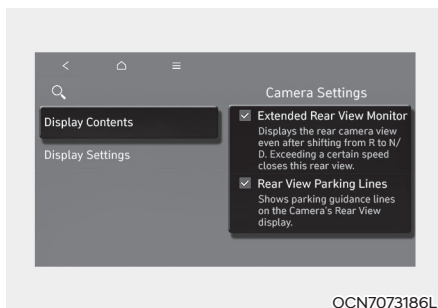 Camera Settings
Display Contents
Display Settings
Extended Rear View Monitor
Displays the rear camera view
even after shifting from R to N/
D. Exceeding a certain speed
closes this rear view.
Rear View Parking Lines
Shows parking guidance lines
on the Camera's Rear View
display.
OCN7073186L